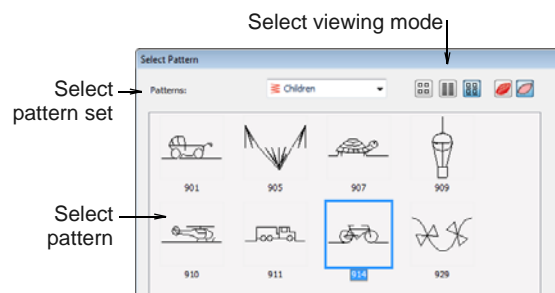 Select viewing mode
Select Pattern
Select
pattern set
Patterns:
Children
901 905 907 909
Select
pattern
910 911 914 929